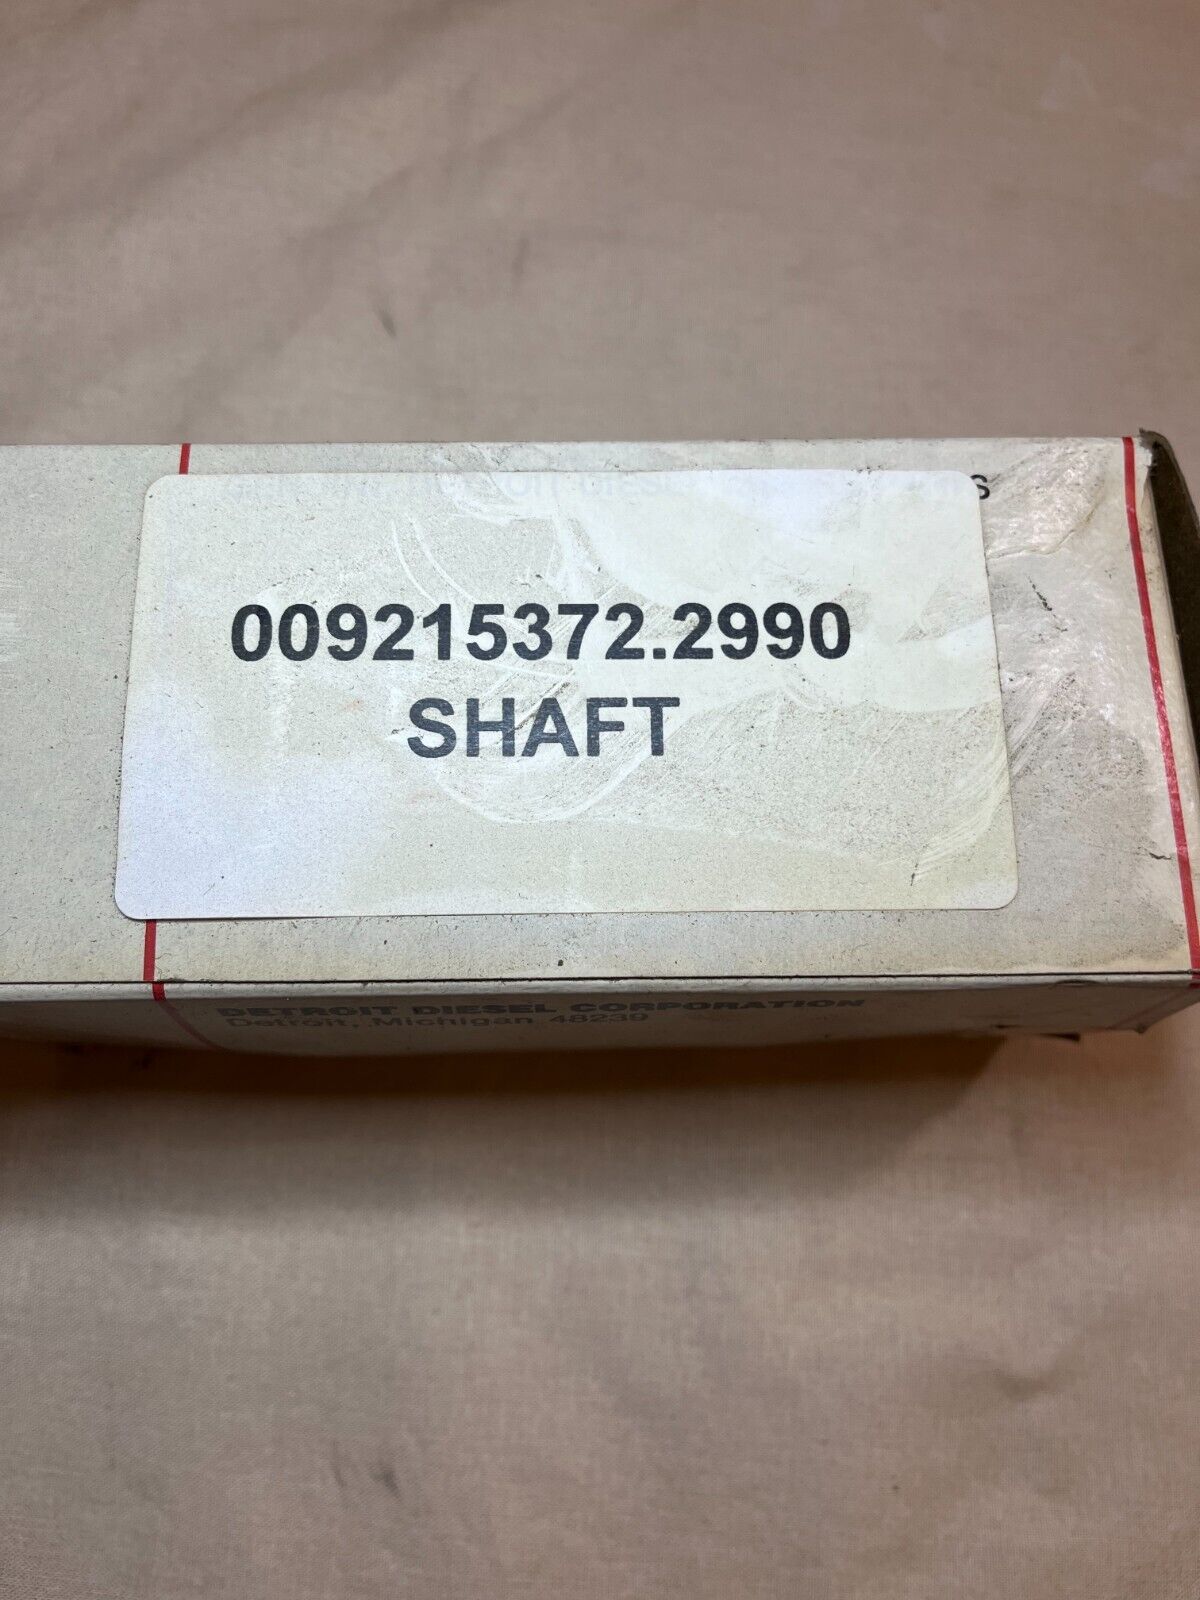 009215372.2990
SHAFT
DETROIT DIESEL CORPORATION
Detroit, Michigan 48239